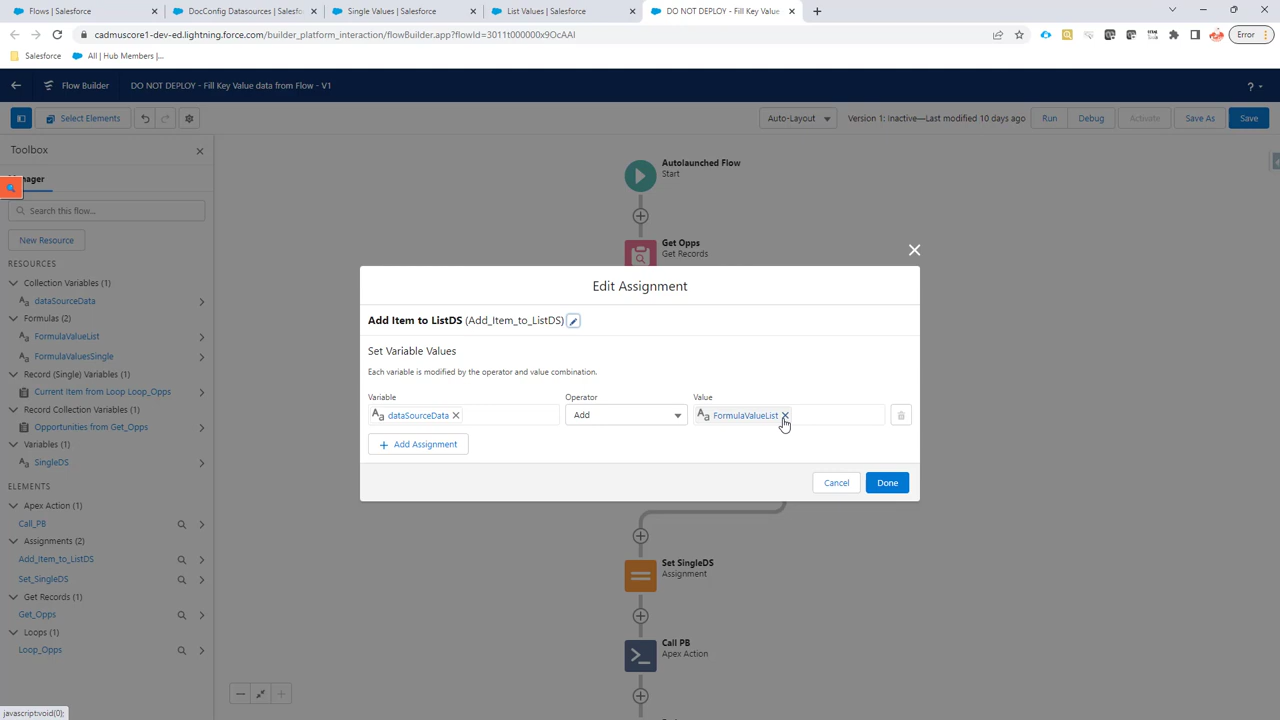 Flows | Salesforce
DocConfig Datasources | Salesfo
Single Values | Salesforce
List Values | Salesforce
DO NOT DEPLOY - Fill Key Value
cadmuscore1-dev-ed.lightning.force.com/builder_platform_interaction/flowBuilder.app?flowId=3011t000000x9OcAAI
Error
Salesforce
All | Hub Members |...
Flow Builder
DO NOT DEPLOY - Fill Key Value data from Flow - V1
?
Select Elements
Auto-Layout
Version 1: Inactive—Last modified 10 days ago
Run
Debug
Activate
Save As
Save
Toolbox
anager
Search this flow...
New Resource
RESOURCES
Collection Variables (1)
dataSourceData
Formulas (2)
FormulaValueList
FormulaValuesSingle
Record (Single) Variables (1)
Current Item from Loop Loop_Opps
Record Collection Variables (1)
Opportunities from Get_Opps
Variables (1)
SingleDS
ELEMENTS
Apex Action (1)
Call_PB
Assignments (2)
Add_Item_to_ListDS
Set_SingleDS
Get Records (1)
Get_Opps
Loops (1)
Loop_Opps
Autolaunched Flow
Start
Get Opps
Get Records
Edit Assignment
Add Item to ListDS (Add_Item_to_ListDS)
Set Variable Values
Each variable is modified by the operator and value combination.
Variable
Operator
Value
Aa dataSourceData
Add
Aa FormulaValueList
Add Assignment
Cancel
Done
Set SingleDS
Assignment
Call PB
Apex Action
javascript:void(0);